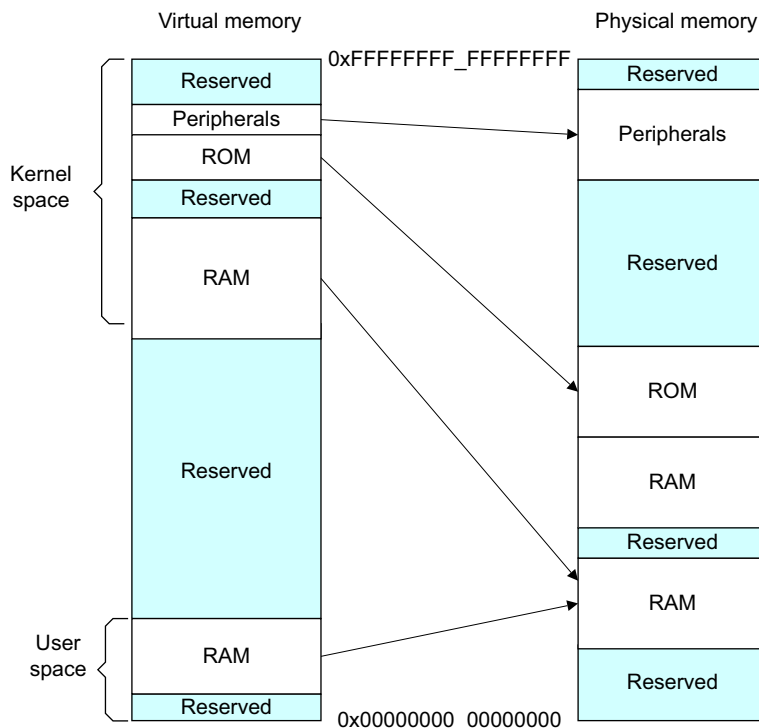 Virtual memory
Physical memory
0xFFFFFFFF_FFFFFFFF
Reserved
Peripherals
ROM
Reserved
RAM
Reserved
RAM
Reserved
Kernel
space
User
space
0x00000000_00000000
Reserved
Peripherals
Reserved
ROM
RAM
Reserved
RAM
Reserved